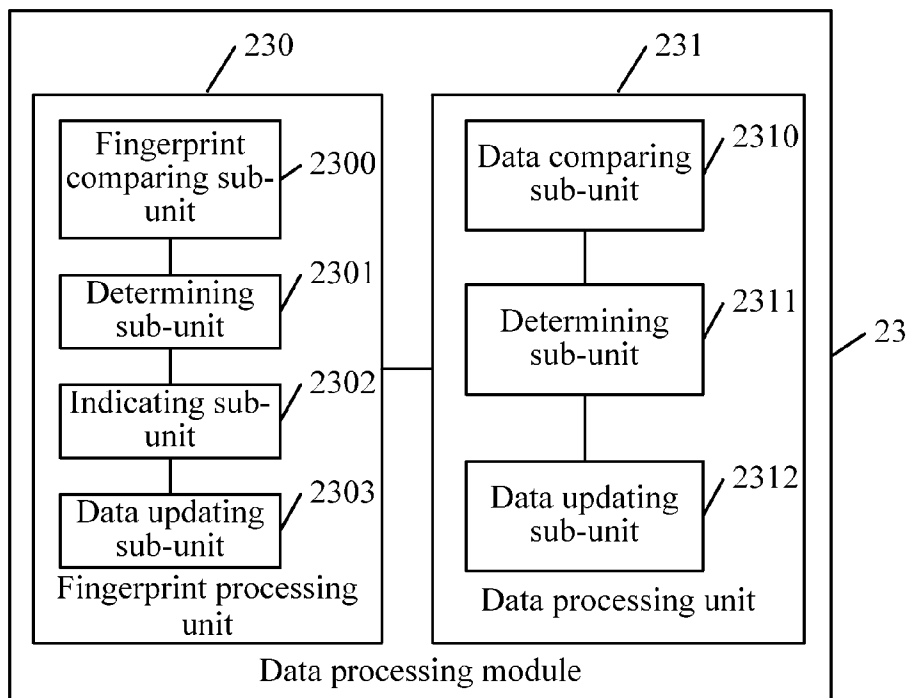 230
231
Fingerprint
comparing sub-
unit
2300
Determining
sub-unit
2301
Indicating sub-
unit
2302
Data updating
sub-unit
2303
Fingerprint processing
unit
Data comparing
sub-unit
2310
Determining
sub-unit
2311
Data updating
sub-unit
2312
Data processing unit
23
Data processing module